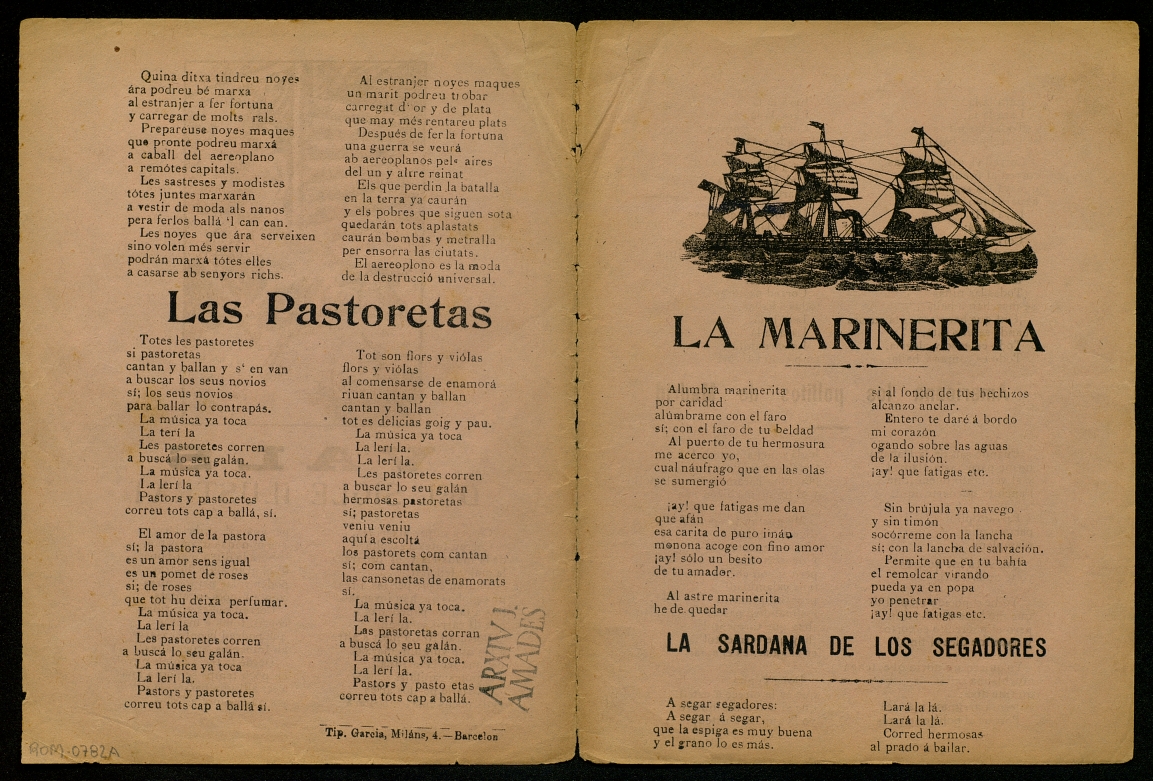 Quina ditxa tindreu noyes
ára podreu bé marxa
al estranjer a fer fortuna
y carregar de molts rals.
Prepareuse noyes maques
que pronte podreu marxá
a caball del aereoplano
a remótes capitals.
Les sastreses y modistes
tótes juntes marxarán
a vestir de moda als nanos
pera ferlos ballá 'l can can.
Les noyes que ára serveixen
sino volen més servir
podrán marxá tótes elles
a casarse ab senyors richs.
Al estranjer noyes maques
un marit podreu trobar
carregat d' or y de plata
que may més rentareu plats
Després de fer la fortuna
una guerra se veurá
ab aereoplanos pels aires
del un y altre reinat
Els que perdin la batalla
en la terra ya caurán
y els pobres que siguen sota
quedarán tots aplastats
caurán bombas y metralla
per ensorra las ciutats.
El aereoplono es la moda
de la destrucció universal.
Las Pastoretas
Totes les pastoretes
si pastoretas
cantan y ballan y s' en van
a buscar los seus novios
sí; los seus novios
para ballar lo contrapás.
La música ya toca
La terí la
Les pastoretes corren
a buscá lo seu galán.
La música ya toca.
La lerí la
Pastors y pastoretes
correu tots cap a ballá, sí.
El amor de la pastora
sí; la pastora
es un amor sens igual
es un pomet de roses
si; de roses
que tot hu deixa perfumar.
La música ya toca.
La lerí la
Les pastoretes corren
a buscá lo seu galán.
La música ya toca
La lerí la.
Pastors y pastoretes
correu tots cap a ballá sí.
Tot son flors y viólas
flors y viólas
al comensarse de enamorá
riuan cantan y ballan
cantan y ballan
tot es delicias goig y pau.
La música ya toca
La lerí la.
La lerí la.
Les pastoretes corren
a buscar lo seu galán
hermosas pastoretas
sí; pastoretas
veniu veniu
aquí a escoltá
los pastorets com cantan
sí; com cantan,
las cansonetas de enamorats
sí.
La música ya toca.
La lerí la.
Las pastoretas corran
a buscá lo seu galán.
La música ya toca.
La lerí la.
Pastors y pasto etas
correu tots cap a ballá.
ARXIV J.
AMADES
Tip. Garcia, Miláns, 4.—Barcelon
ROM-0782A
LA MARINERITA
Alumbra marinerita
por caridad
alúmbrame con el faro
sí; con el faro de tu beldad
Al puerto de tu hermosura
me acerco yo,
cual náufrago que en las olas
se sumergió
¡ay! que fatigas me dan
que afán
esa carita de puro imán
monona acoge con fino amor
¡ay! sólo un besito
de tu amador.
Al astre marinerita
he de quedar
si al fondo de tus hechizos
alcanzo anclar.
Entero te daré á bordo
mi corazón
ogando sobre las aguas
de la ilusión.
¡ay! que fatigas etc.
Sin brújula ya navego
y sin timón
socórreme con la lancha
sí; con la lancha de salvación.
Permite que en tu bahía
el remolcar virando
pueda ya en popa
yo penetrar
¡ay! que fatigas etc.
LA SARDANA DE LOS SEGADORES
A segar segadores:
A segar á segar,
que la espiga es muy buena
y el grano lo es más.
Lará la lá.
Lará la lá.
Corred hermosas
al prado á bailar.